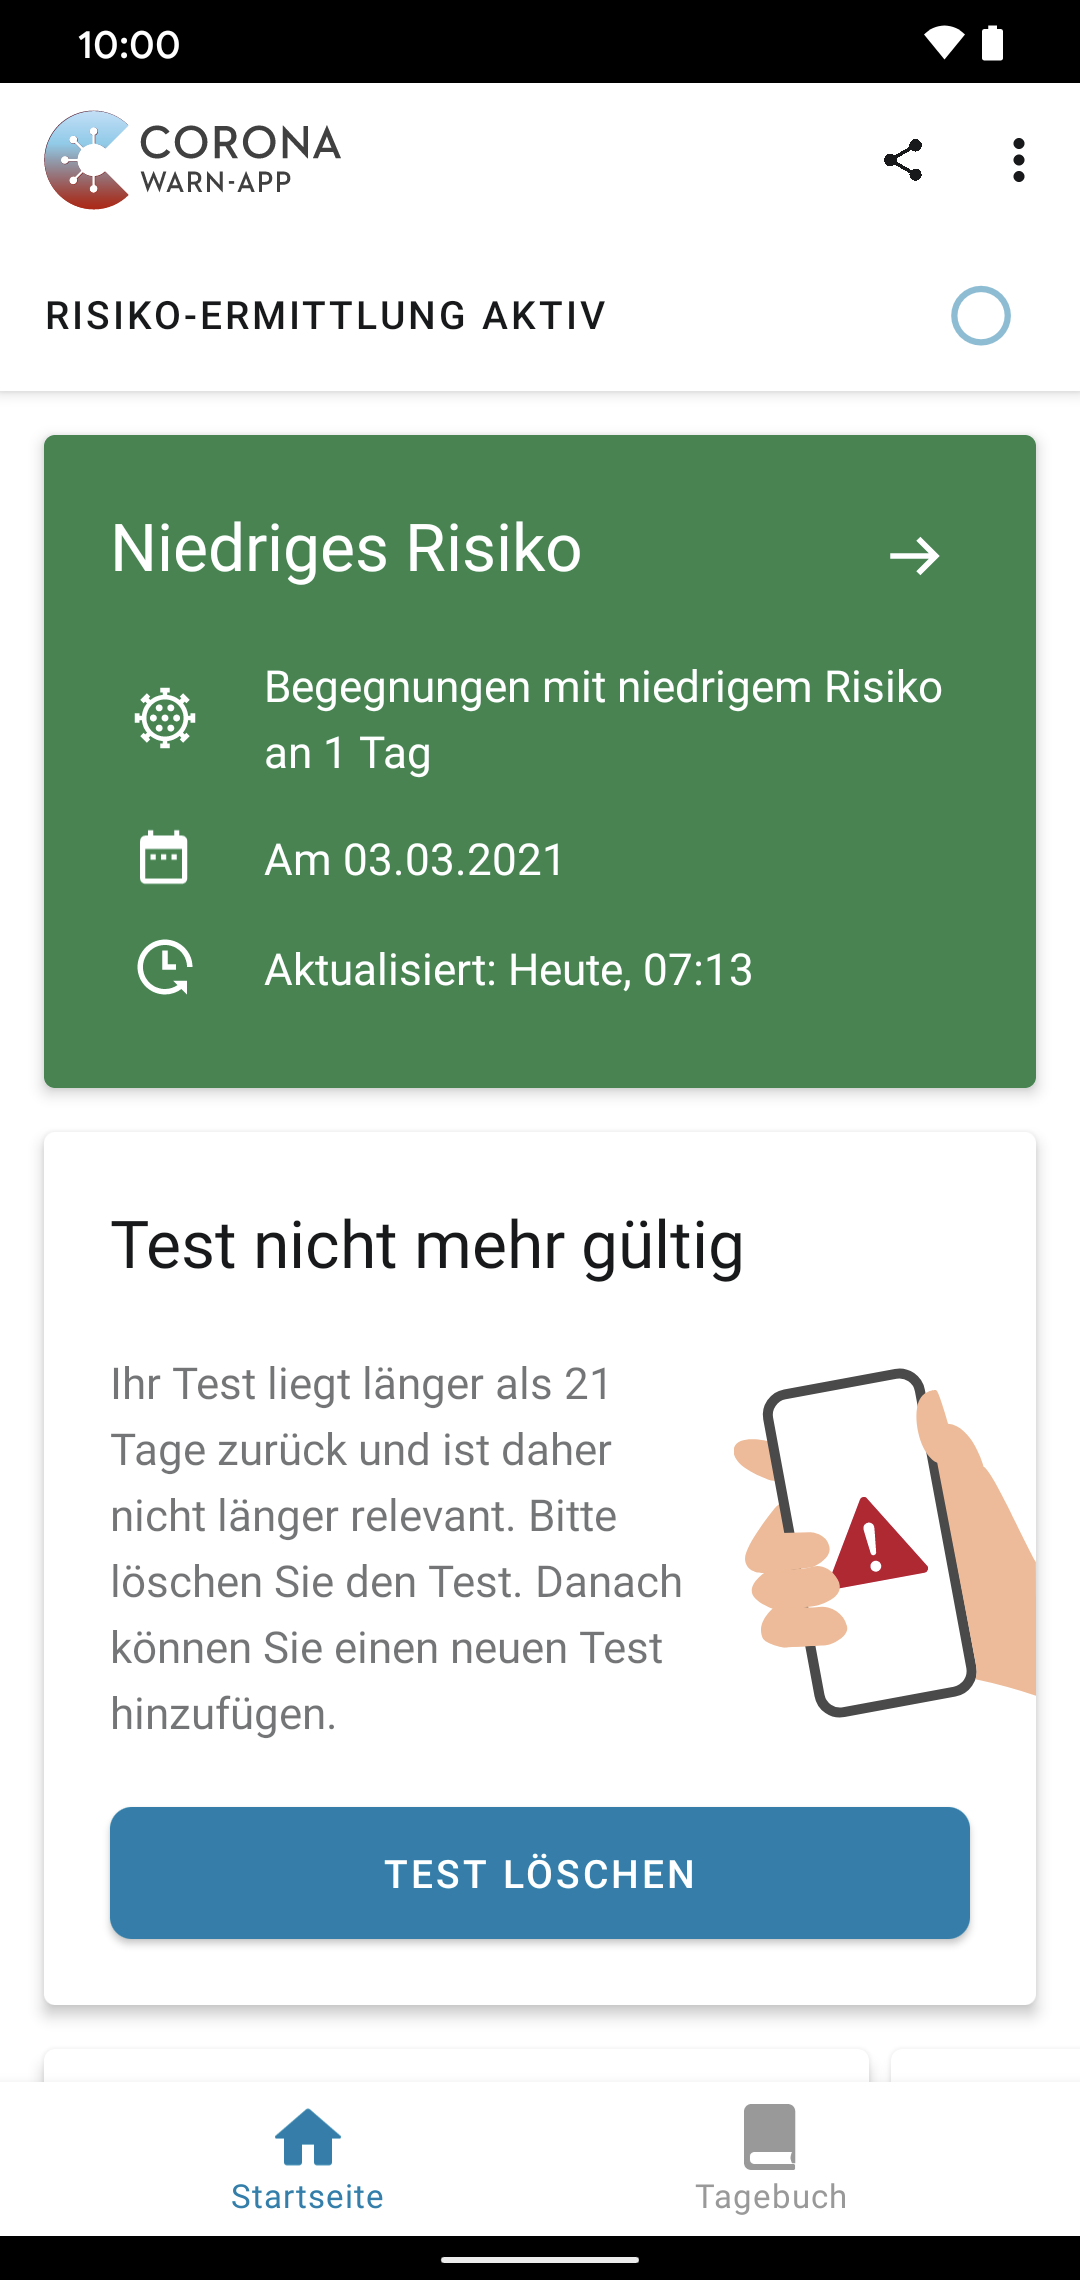 10:00
CORONA
WARN-APP
RISIKO-ERMITTLUNG AKTIV
Niedriges Risiko
Begegnungen mit niedrigem Risiko
an 1 Tag
Am 03.03.2021
Aktualisiert: Heute, 07:13
Test nicht mehr gültig
Ihr Test liegt länger als 21
Tage zurück und ist daher
nicht länger relevant. Bitte
löschen Sie den Test. Danach
können Sie einen neuen Test
hinzufügen.
TEST LÖSCHEN
Startseite
Tagebuch